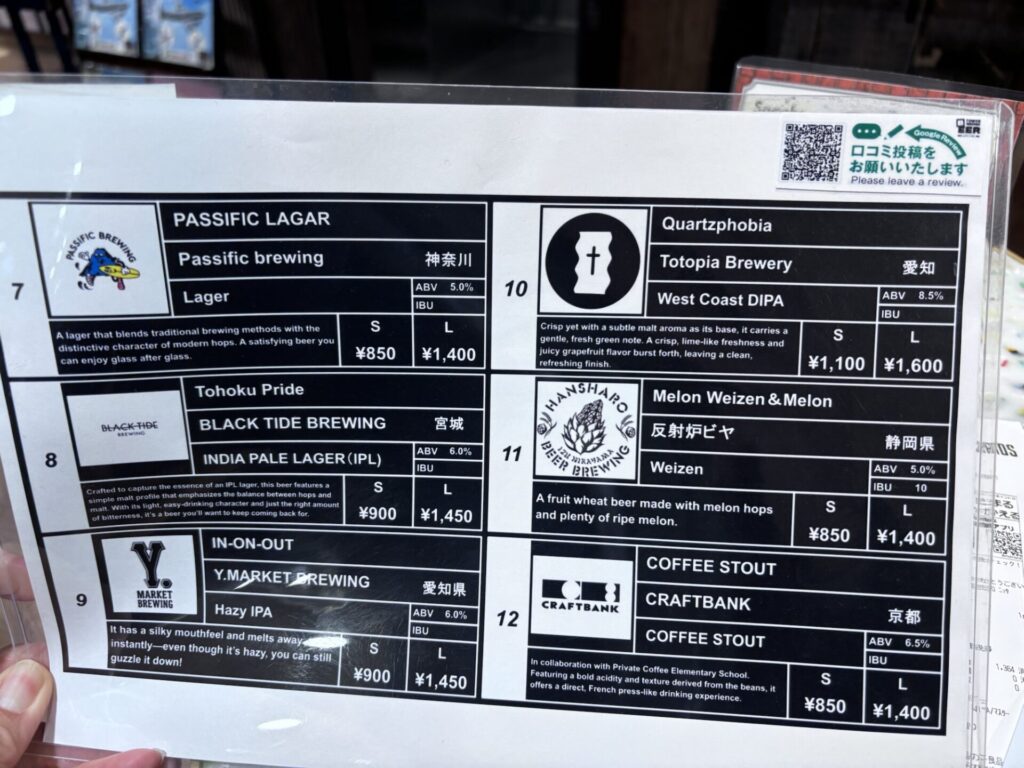 口コミ投稿を
お願いいたします
Google Review
Please leave a review.
7
PASSIFIC BREWING
PASSIFIC LAGAR
Passific brewing 神奈川
Lager
ABV 5.0%
IBU
A lager that blends traditional brewing methods with the
distinctive character of modern hops. A satisfying beer you
can enjoy glass after glass.
S
¥850
L
¥1,400
8
BLACK TIDE
BREWING
Tohoku Pride
BLACK TIDE BREWING 宮城
INDIA PALE LAGER(IPL)
ABV 6.0%
IBU
Crafted to capture the essence of an IPL lager, this beer features a
simple malt profile that emphasizes the balance between hops and
malt. With its light, easy-drinking character and just the right amount
of bitterness, it's a beer you'll want to keep coming back for.
S
¥900
L
¥1,450
9
Y.
MARKET
BREWING
IN-ON-OUT
Y.MARKET BREWING 愛知県
Hazy IPA
ABV 6.0%
IBU
It has a silky mouthfeel and melts away
instantly—even though it's hazy, you can still
guzzle it down!
S
¥900
L
¥1,450
10
Quartzphobia
Totopia Brewery 愛知
West Coast DIPA
ABV 8.5%
IBU
Crisp yet with a subtle malt aroma as its base, it carries a
gentle, fresh green note. A crisp, lime-like freshness and
juicy grapefruit flavor burst forth, leaving a clean,
refreshing finish.
S
¥1,100
L
¥1,600
11
HANSHARO
BEER BREWING
IZU NIRAYAMA
Melon Weizen&Melon
反射炉ビヤ 静岡県
Weizen
ABV 5.0%
IBU 10
A fruit wheat beer made with melon hops
and plenty of ripe melon.
S
¥850
L
¥1,400
12
CRAFTBANK
COFFEE STOUT
CRAFTBANK 京都
COFFEE STOUT
ABV 6.5%
IBU
In collaboration with Private Coffee Elementary School.
Featuring a bold acidity and texture derived from the beans, it
offers a direct, French press-like drinking experience.
S
¥850
L
¥1,400